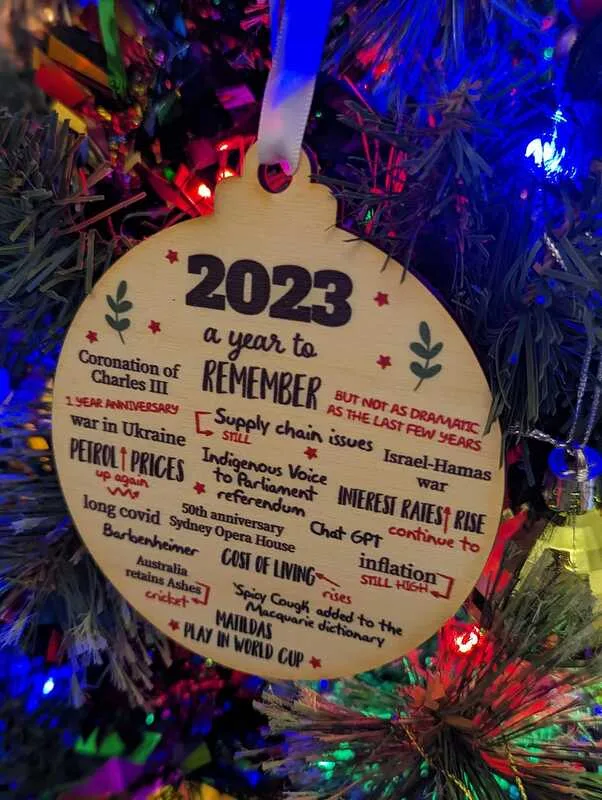 2023
a year to
REMEMBER
BUT NOT AS DRAMATIC
AS THE LAST FEW YEARS
Coronation of
Charles III
1 YEAR ANNIVERSARY
war in Ukraine
Supply chain issues
STILL
Israel-Hamas
war
PETROL↑PRICES
up again
Indigenous Voice
to Parliament
referendum
INTEREST RATES↑RISE
continue to
long covid
50th anniversary
Sydney Opera House
Chat GPT
Barbenheimer
COST OF LIVING
rises
inflation
STILL HIGH
Australia
retains Ashes
cricket
'Spicy Cough' added to the
Macquarie dictionary
MATILDAS
PLAY IN WORLD CUP